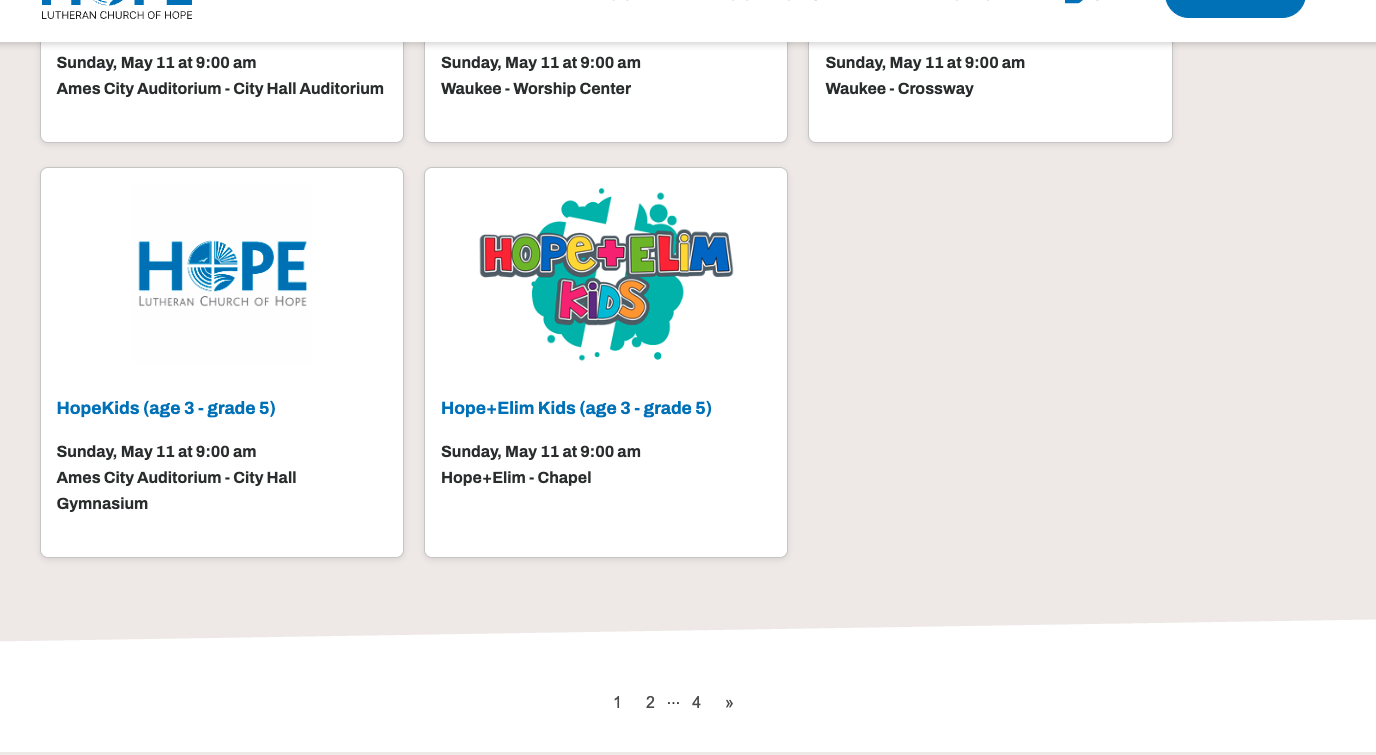 LUTHERAN CHURCH OF HOPE
Sunday, May 11 at 9:00 am
Ames City Auditorium - City Hall Auditorium
Sunday, May 11 at 9:00 am
Waukee - Worship Center
Sunday, May 11 at 9:00 am
Waukee - Crossway
HOPE
LUTHERAN CHURCH OF HOPE
HopeKids (age 3 - grade 5)
Sunday, May 11 at 9:00 am
Ames City Auditorium - City Hall
Gymnasium
HOPE+ELiM
KiDS
Hope+Elim Kids (age 3 - grade 5)
Sunday, May 11 at 9:00 am
Hope+Elim - Chapel
1 2 ... 4 »